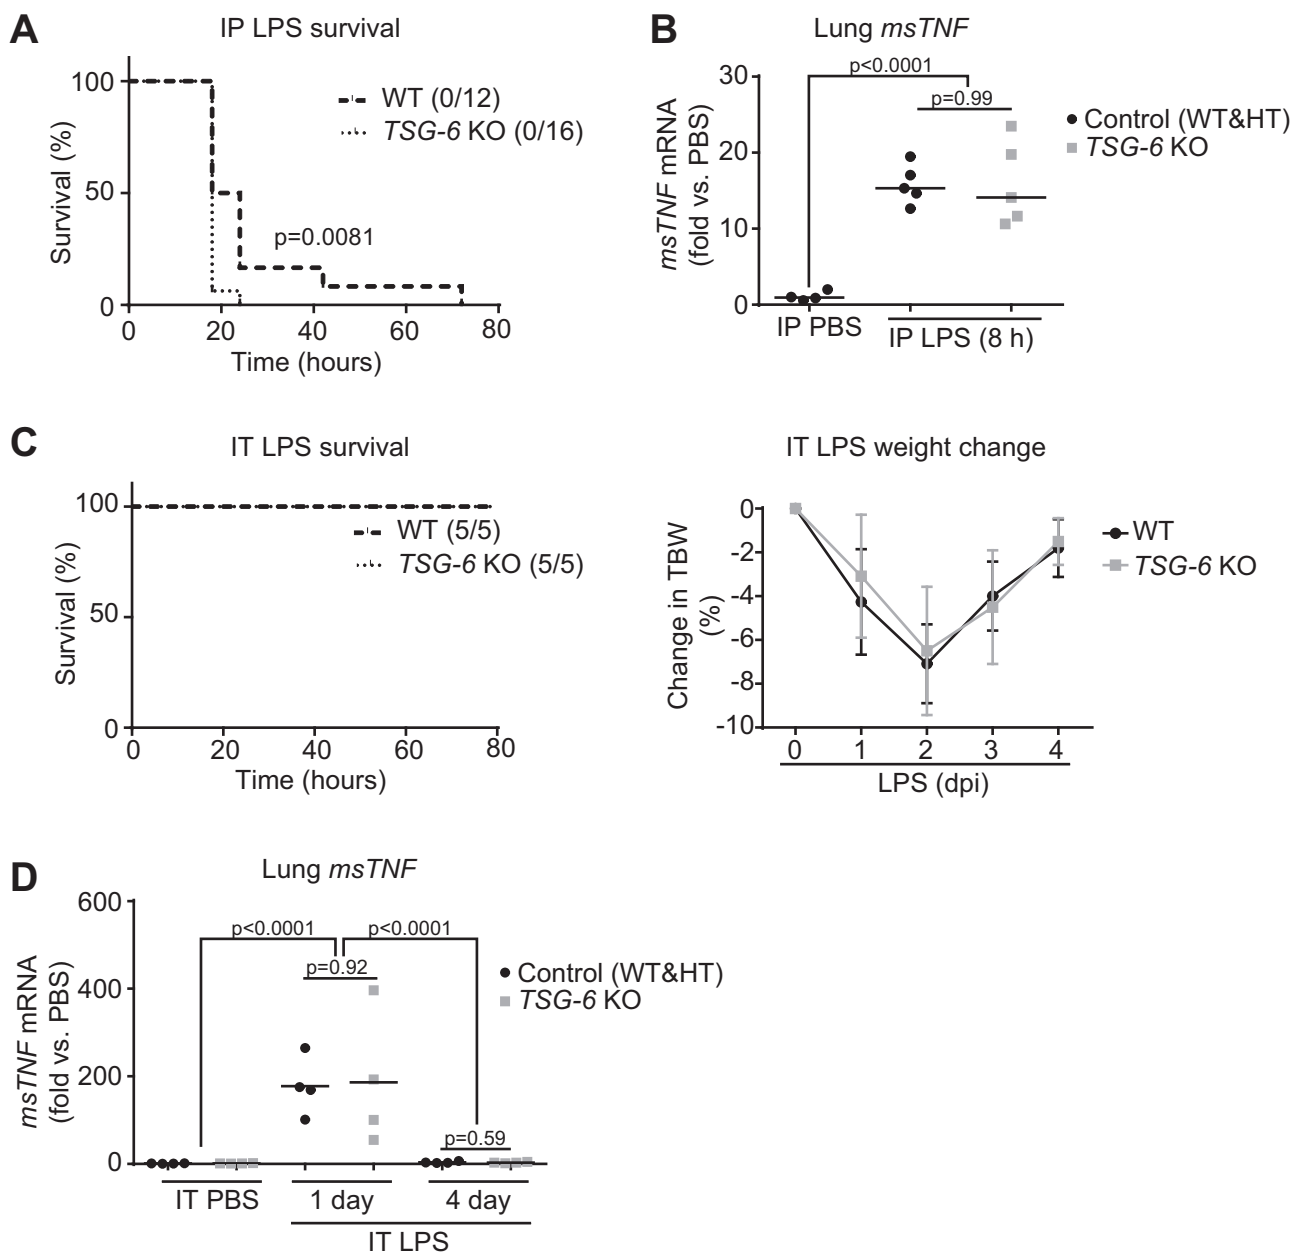 A
IP LPS survival
Survival (%)
100
50
0
WT (0/12)
TSG-6 KO (0/16)
p=0.0081
0 20 40 60 80
Time (hours)
B
Lung msTNF
msTNF mRNA
(fold vs. PBS)
30
20
10
0
p<0.0001
p=0.99
Control (WT&HT)
TSG-6 KO
IP PBS
IP LPS (8 h)
C
IT LPS survival
Survival (%)
100
50
0
WT (5/5)
TSG-6 KO (5/5)
0 20 40 60 80
Time (hours)
IT LPS weight change
Change in TBW
(%)
0
-2
-4
-6
-8
-10
WT
TSG-6 KO
0 1 2 3 4
LPS (dpi)
D
Lung msTNF
msTNF mRNA
(fold vs. PBS)
600
400
200
0
p<0.0001 p<0.0001
p=0.92
p=0.59
Control (WT&HT)
TSG-6 KO
IT PBS 1 day 4 day
IT LPS